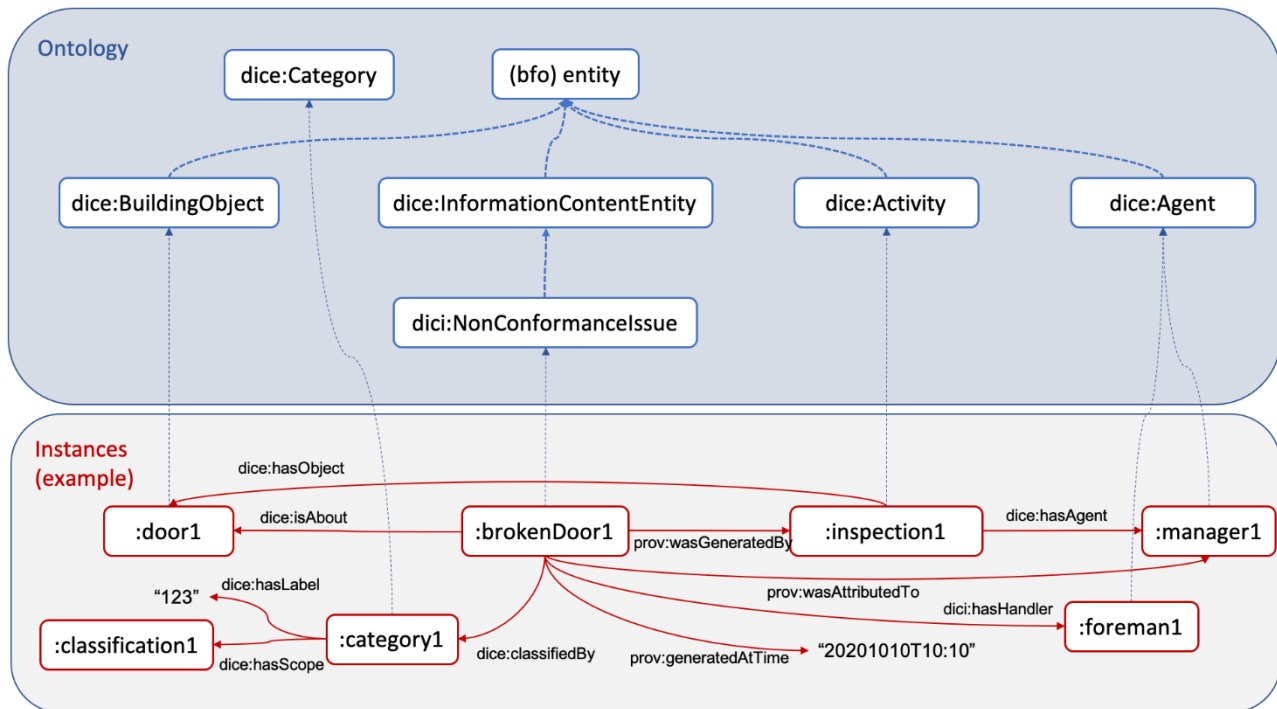 Ontology
dice:Category
(bfo) entity
dice:BuildingObject
dice:InformationContentEntity
dice:Activity
dice:Agent
dici:NonConformanceIssue
Instances
(example)
dice:hasObject
:door1
dice:isAbout
:brokenDoor1
prov:wasGeneratedBy
:inspection1
dice:hasAgent
:manager1
dice:hasLabel
“123”
prov:wasAttributedTo
dici:hasHandler
:classification1
:category1
:foreman1
dice:hasScope
dice:classifiedBy
prov:generatedAtTime
“20201010T10:10”